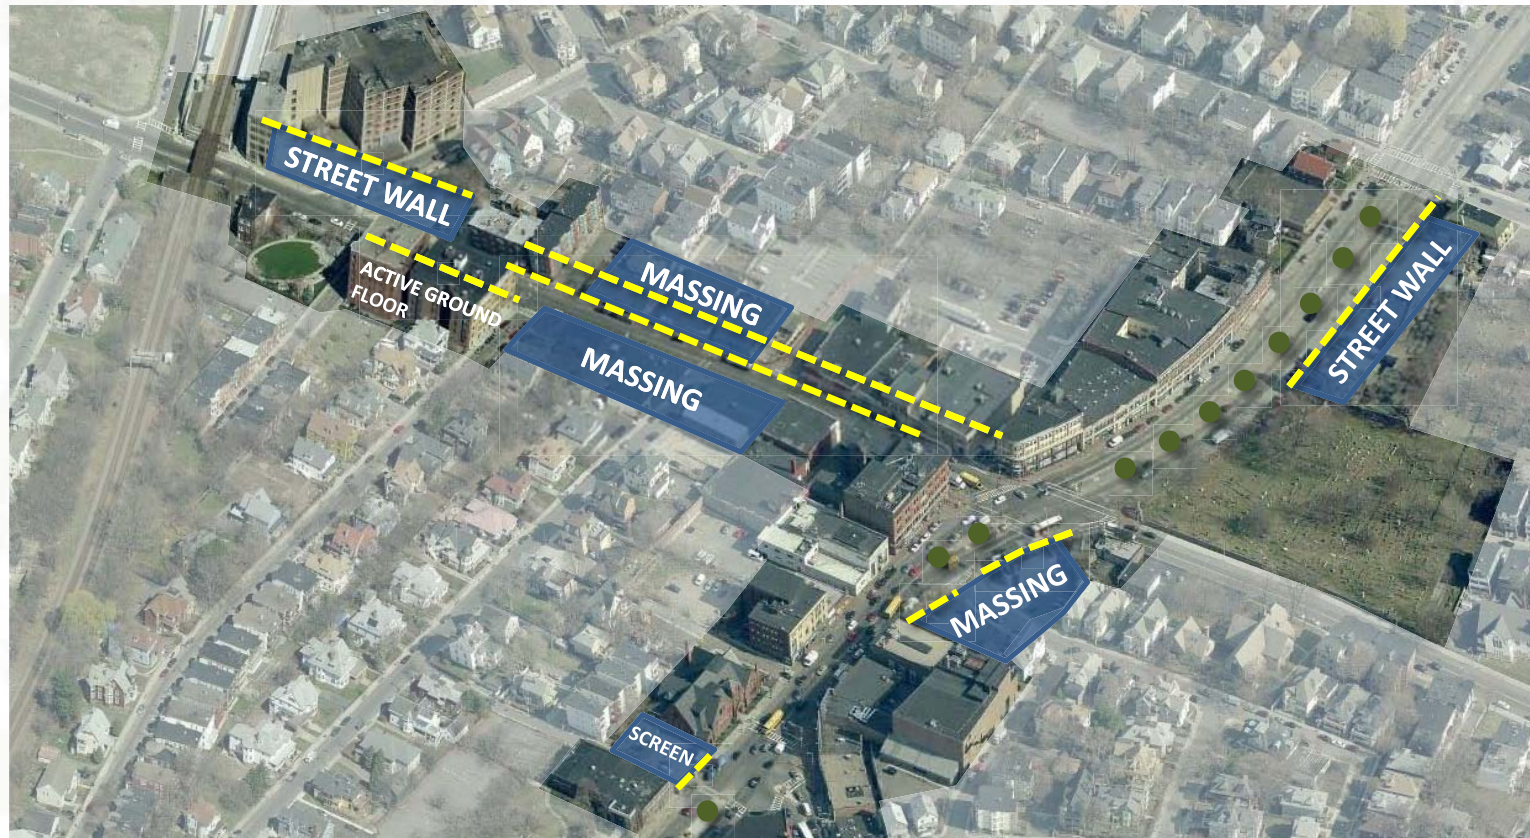 STREET WALL
ACTIVE GROUND
FLOOR
MASSING
MASSING
STREET WALL
MASSING
SCREEN